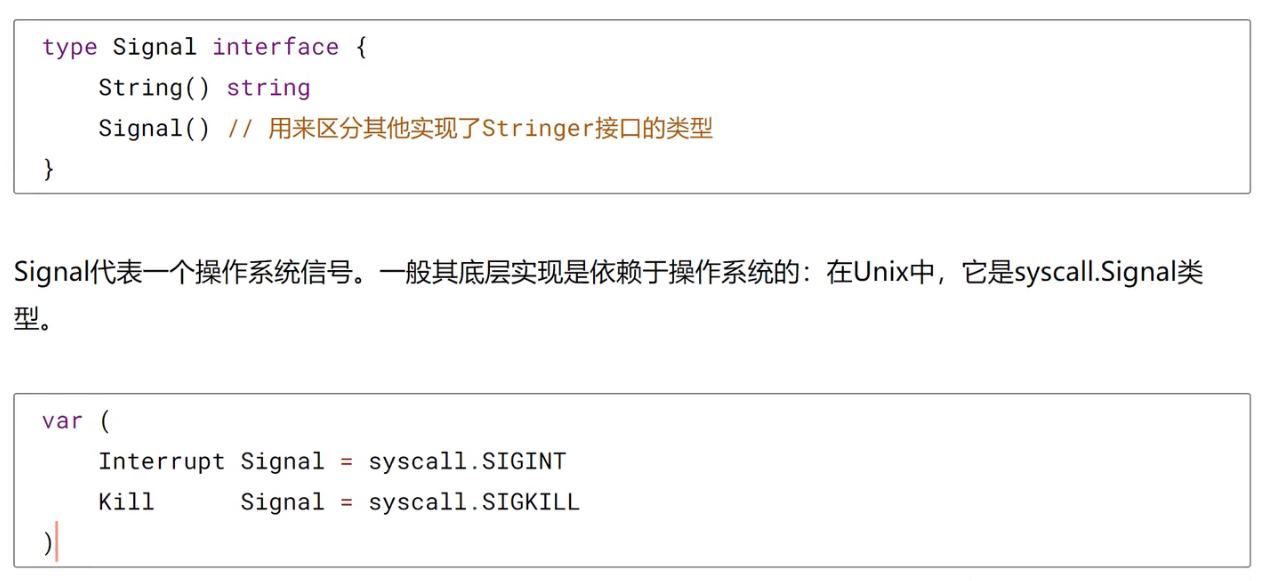 type Signal interface {
    String() string
    Signal() // 用来区分其他实现了Stringer接口的类型
}
Signal代表一个操作系统信号。一般其底层实现是依赖于操作系统的：在Unix中，它是syscall.Signal类
型。
var (
    Interrupt Signal = syscall.SIGINT
    Kill      Signal = syscall.SIGKILL
)